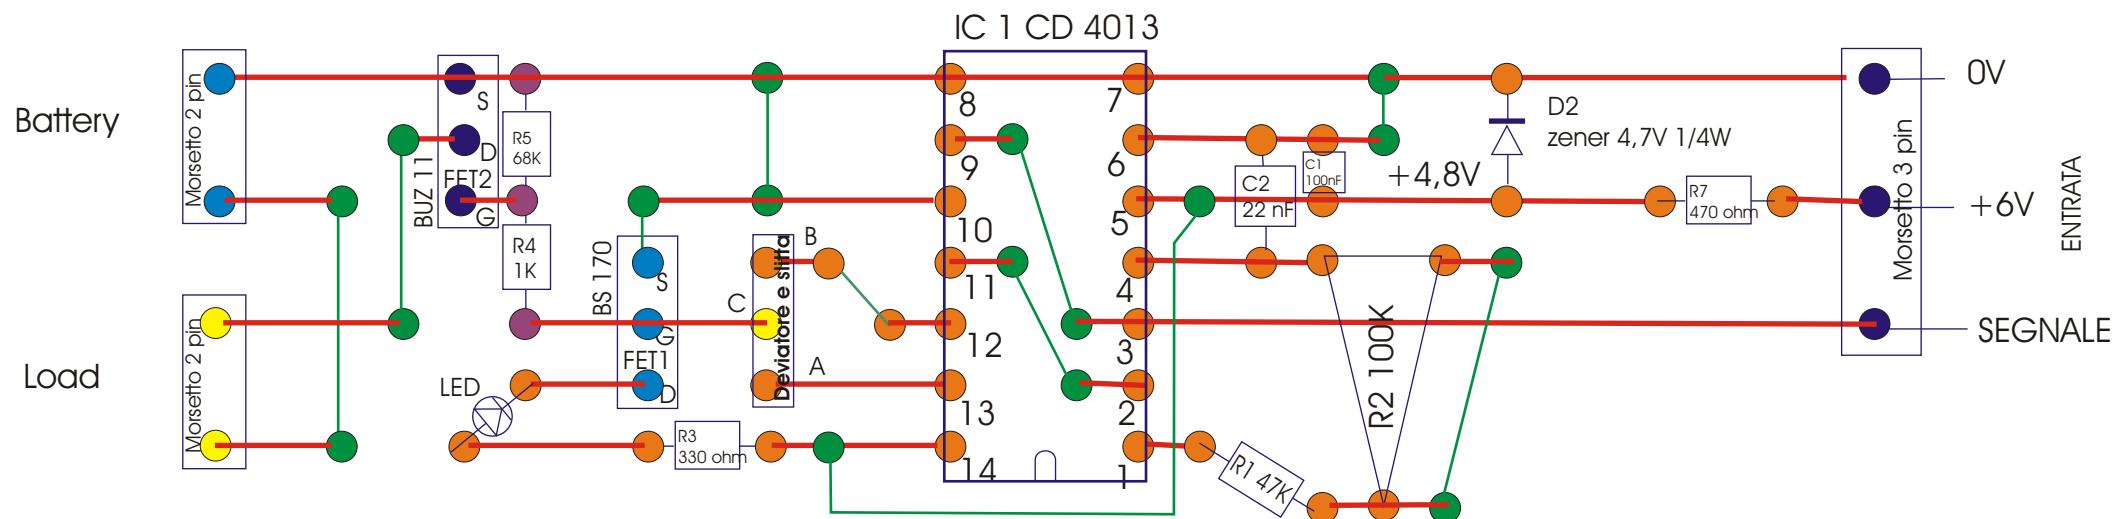 IC 1 CD 4013
Battery
Morsetto 2 pin
S
D
FET2
G
BUZ 11
R5
68K
R4
1K
8
9
10
11
12
13
14
7
6
5
4
3
2
1
C2
22 nF
C1
100nF
+4,8V
D2
zener 4,7V 1/4W
R7
470 ohm
Morsetto 3 pin
0V
+6V
SEGNALE
ENTRATA
BS 170
S
G
FET1
D
B
C
A
Deviatore e slitta
Load
Morsetto 2 pin
LED
R3
330 ohm
R2 100K
R1 47K